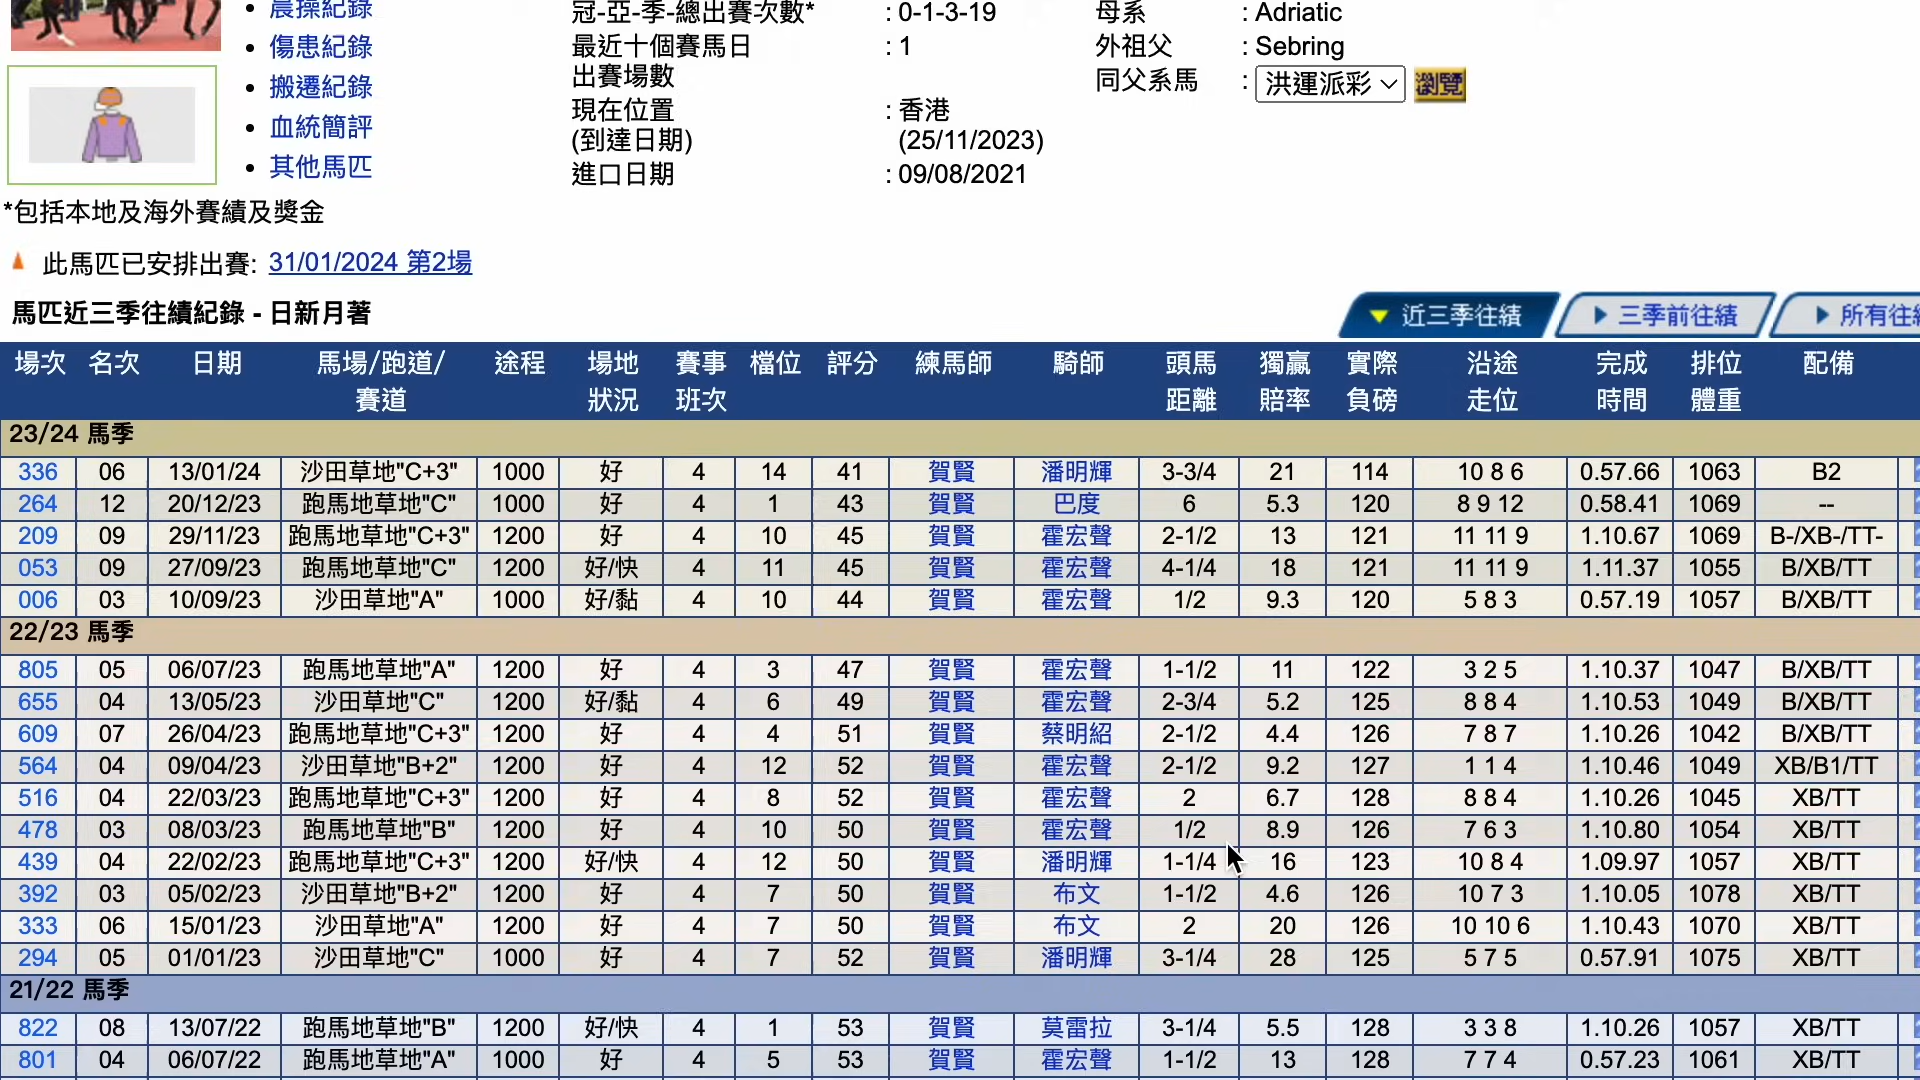 晨操紀錄
傷患紀錄
搬遷紀錄
血統簡評
其他馬匹
冠-亞-季-總出賽次數* : 0-1-3-19
最近十個賽馬日 : 1
出賽場數
現在位置 : 香港
(到達日期) (25/11/2023)
進口日期 : 09/08/2021
母系 : Adriatic
外祖父 : Sebring
同父系馬 : 洪運派彩 瀏覽
*包括本地及海外賽績及獎金
此馬匹已安排出賽: 31/01/2024 第2場
馬匹近三季往績紀錄 - 日新月著
近三季往績 三季前往績 所有往
場次 名次 日期 馬場/跑道/ 途程 場地 賽事 檔位 評分 練馬師 騎師 頭馬 獨贏 實際 沿途 完成 排位 配備
賽道 狀況 班次 距離 賠率 負磅 走位 時間 體重
23/24 馬季
336 06 13/01/24 沙田草地"C+3" 1000 好 4 14 41 賀賢 潘明輝 3-3/4 21 114 10 8 6 0.57.66 1063 B2
264 12 20/12/23 跑馬地草地"C" 1000 好 4 1 43 賀賢 巴度 6 5.3 120 8 9 12 0.58.41 1069 --
209 09 29/11/23 跑馬地草地"C+3" 1200 好 4 10 45 賀賢 霍宏聲 2-1/2 13 121 11 11 9 1.10.67 1069 B-/XB-/TT-
053 09 27/09/23 跑馬地草地"C" 1200 好/快 4 11 45 賀賢 霍宏聲 4-1/4 18 121 11 11 9 1.11.37 1055 B/XB/TT
006 03 10/09/23 沙田草地"A" 1000 好/黏 4 10 44 賀賢 霍宏聲 1/2 9.3 120 5 8 3 0.57.19 1057 B/XB/TT
22/23 馬季
805 05 06/07/23 跑馬地草地"A" 1200 好 4 3 47 賀賢 霍宏聲 1-1/2 11 122 3 2 5 1.10.37 1047 B/XB/TT
655 04 13/05/23 沙田草地"C" 1200 好/黏 4 6 49 賀賢 霍宏聲 2-3/4 5.2 125 8 8 4 1.10.53 1049 B/XB/TT
609 07 26/04/23 跑馬地草地"C+3" 1200 好 4 4 51 賀賢 蔡明紹 2-1/2 4.4 126 7 8 7 1.10.26 1042 B/XB/TT
564 04 09/04/23 沙田草地"B+2" 1200 好 4 12 52 賀賢 霍宏聲 2-1/2 9.2 127 1 1 4 1.10.46 1049 XB/B1/TT
516 04 22/03/23 跑馬地草地"C+3" 1200 好 4 8 52 賀賢 霍宏聲 2 6.7 128 8 8 4 1.10.26 1045 XB/TT
478 03 08/03/23 跑馬地草地"B" 1200 好 4 10 50 賀賢 霍宏聲 1/2 8.9 126 7 6 3 1.10.80 1054 XB/TT
439 04 22/02/23 跑馬地草地"C+3" 1200 好/快 4 12 50 賀賢 潘明輝 1-1/4 16 123 10 8 4 1.09.97 1057 XB/TT
392 03 05/02/23 沙田草地"B+2" 1200 好 4 7 50 賀賢 布文 1-1/2 4.6 126 10 7 3 1.10.05 1078 XB/TT
333 06 15/01/23 沙田草地"A" 1200 好 4 7 50 賀賢 布文 2 20 126 10 10 6 1.10.43 1070 XB/TT
294 05 01/01/23 沙田草地"C" 1000 好 4 7 52 賀賢 潘明輝 3-1/4 28 125 5 7 5 0.57.91 1075 XB/TT
21/22 馬季
822 08 13/07/22 跑馬地草地"B" 1200 好/快 4 1 53 賀賢 莫雷拉 3-1/4 5.5 128 3 3 8 1.10.26 1057 XB/TT
801 04 06/07/22 跑馬地草地"A" 1000 好 4 5 53 賀賢 霍宏聲 1-1/2 13 128 7 7 4 0.57.23 1061 XB/TT